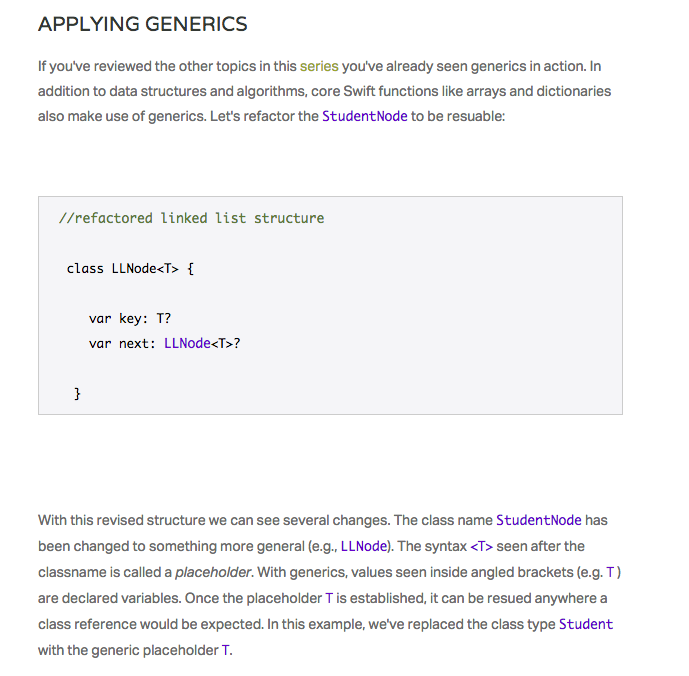 APPLYING GENERICS
If you've reviewed the other topics in this series you've already seen generics in action. In
addition to data structures and algorithms, core Swift functions like arrays and dictionaries
also make use of generics. Let's refactor the StudentNode to be resuable:
//refactored linked list structure
class LLNode<T> {
var key: T?
var next: LLNode<T>?
}
With this revised structure we can see several changes. The class name StudentNode has
been changed to something more general (e.g., LLNode). The syntax <T> seen after the
classname is called a placeholder. With generics, values seen inside angled brackets (e.g. T)
are declared variables. Once the placeholder T is established, it can be resued anywhere a
class reference would be expected. In this example, we've replaced the class type Student
with the generic placeholder T.